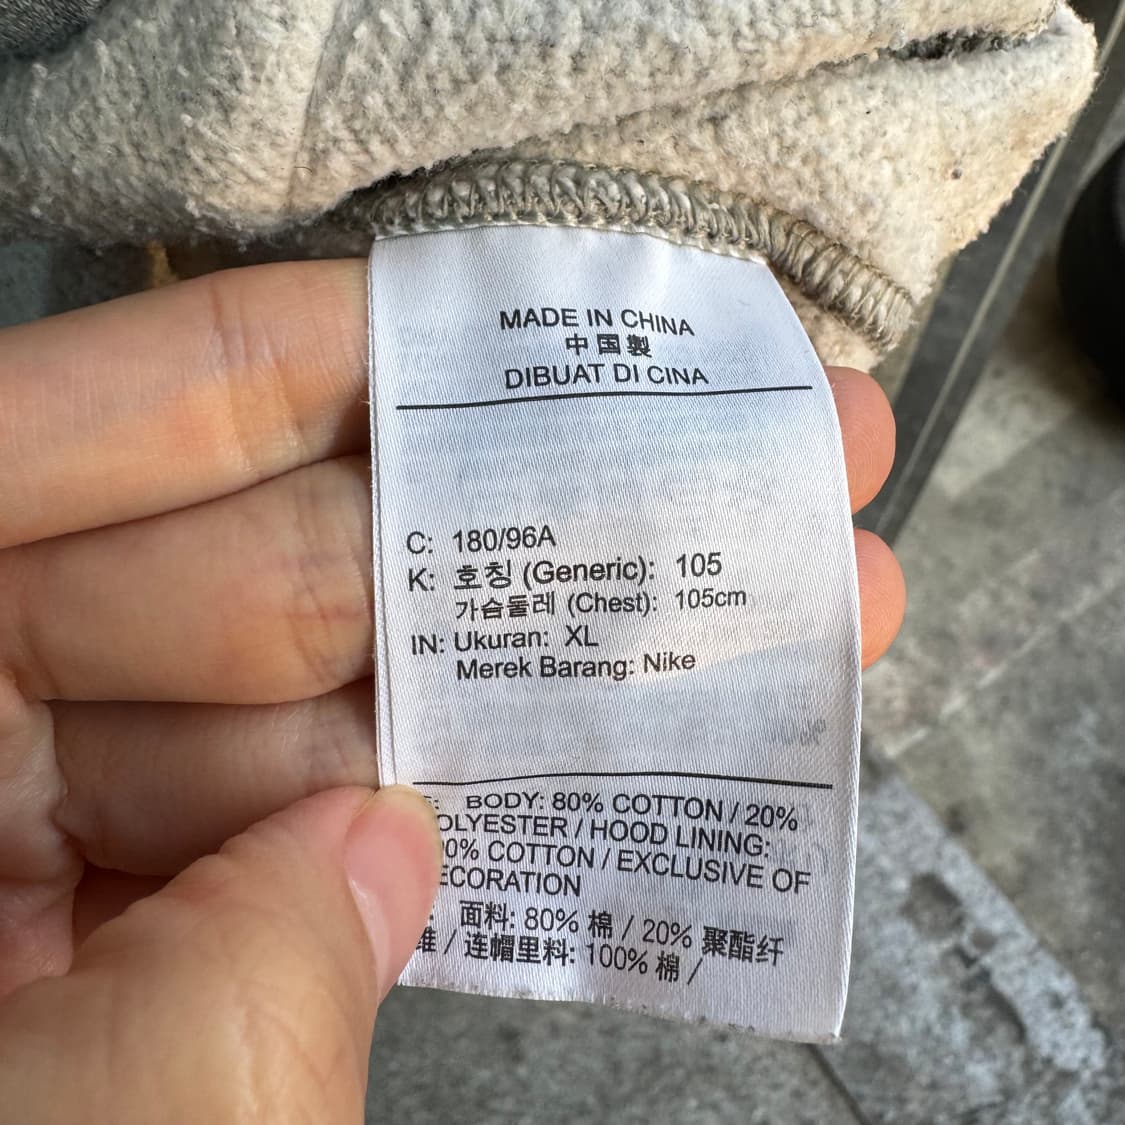 MADE IN CHINA
中国製
DIBUAT DI CINA
C: 180/96A
K: 호칭 (Generic): 105
가슴둘레 (Chest): 105cm
IN: Ukuran: XL
Merek Barang: Nike
BODY: 80% COTTON / 20%
OLYESTER / HOOD LINING:
0% COTTON / EXCLUSIVE OF
ECORATION
面料: 80% 棉 / 20% 聚酯纤
维 / 连帽里料: 100% 棉 /